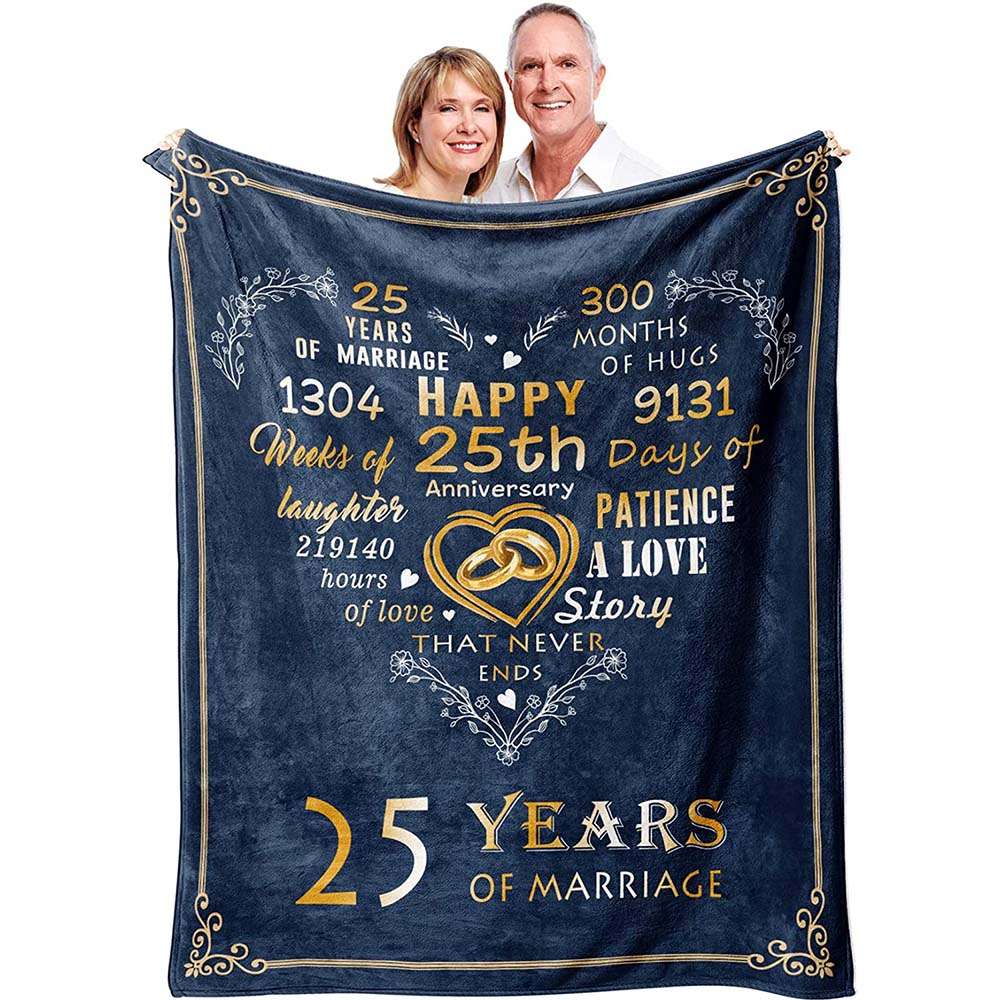 25
YEARS
OF MARRIAGE
300
MONTHS
OF HUGS
1304
Weeks of
laughter
219140
hours
of love
HAPPY
25th
Anniversary
9131
Days of
PATIENCE
A LOVE
Story
THAT NEVER
ENDS
25 YEARS
OF MARRIAGE